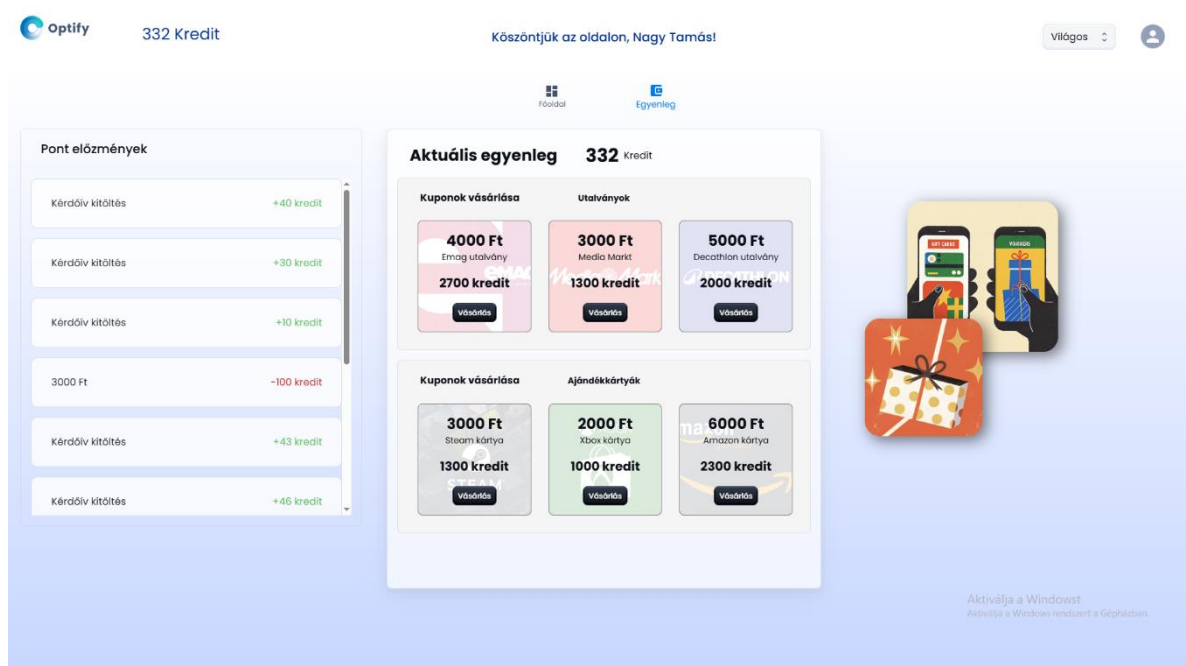 Optify
332 Kredit
Köszöntjük az oldalon, Nagy Tamás!
Világos
Főoldal
Egyenleg
Pont előzmények
Kérdőív kitöltés +40 kredit
Kérdőív kitöltés +30 kredit
Kérdőív kitöltés +10 kredit
3000 Ft -100 kredit
Kérdőív kitöltés +43 kredit
Kérdőív kitöltés +46 kredit
Aktuális egyenleg 332 Kredit
Kuponok vásárlása Utalványok
4000 Ft
Emag utalvány
2700 kredit
Vásárlás
3000 Ft
Media Markt
1300 kredit
Vásárlás
5000 Ft
Decathlon utalvány
2000 kredit
Vásárlás
Kuponok vásárlása Ajándékkártyák
3000 Ft
Steam kártya
1300 kredit
STEAM
Vásárlás
2000 Ft
Xbox kártya
1000 kredit
Vásárlás
amazon
6000 Ft
Amazon kártya
2300 kredit
Vásárlás
GIFT CARDS
VOUCHERS
Aktiválja a Windowst
Aktiválja a Windows rendszert a Gépházban.